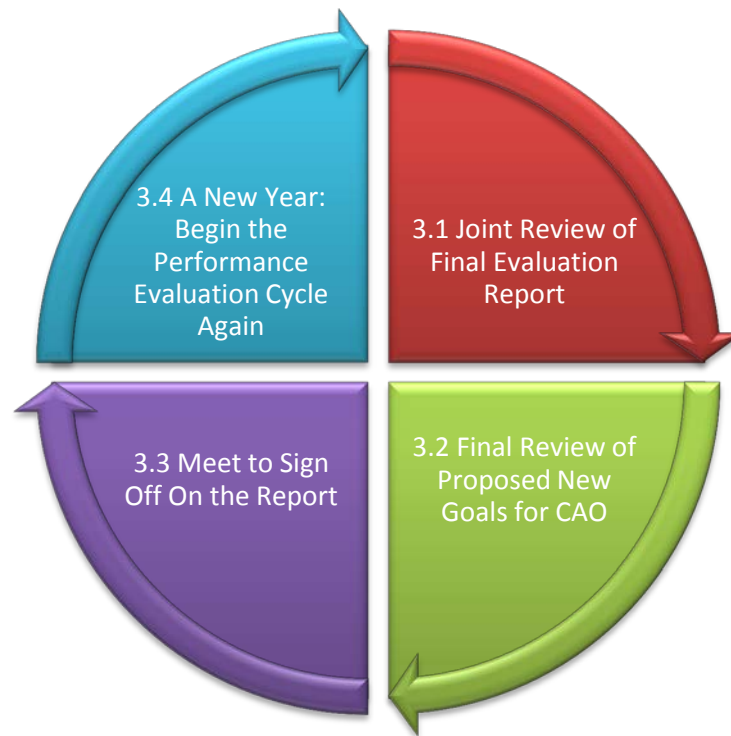 3.4 A New Year:
Begin the
Performance
Evaluation Cycle
Again
3.1 Joint Review of
Final Evaluation
Report
3.3 Meet to Sign
Off On the Report
3.2 Final Review of
Proposed New
Goals for CAO